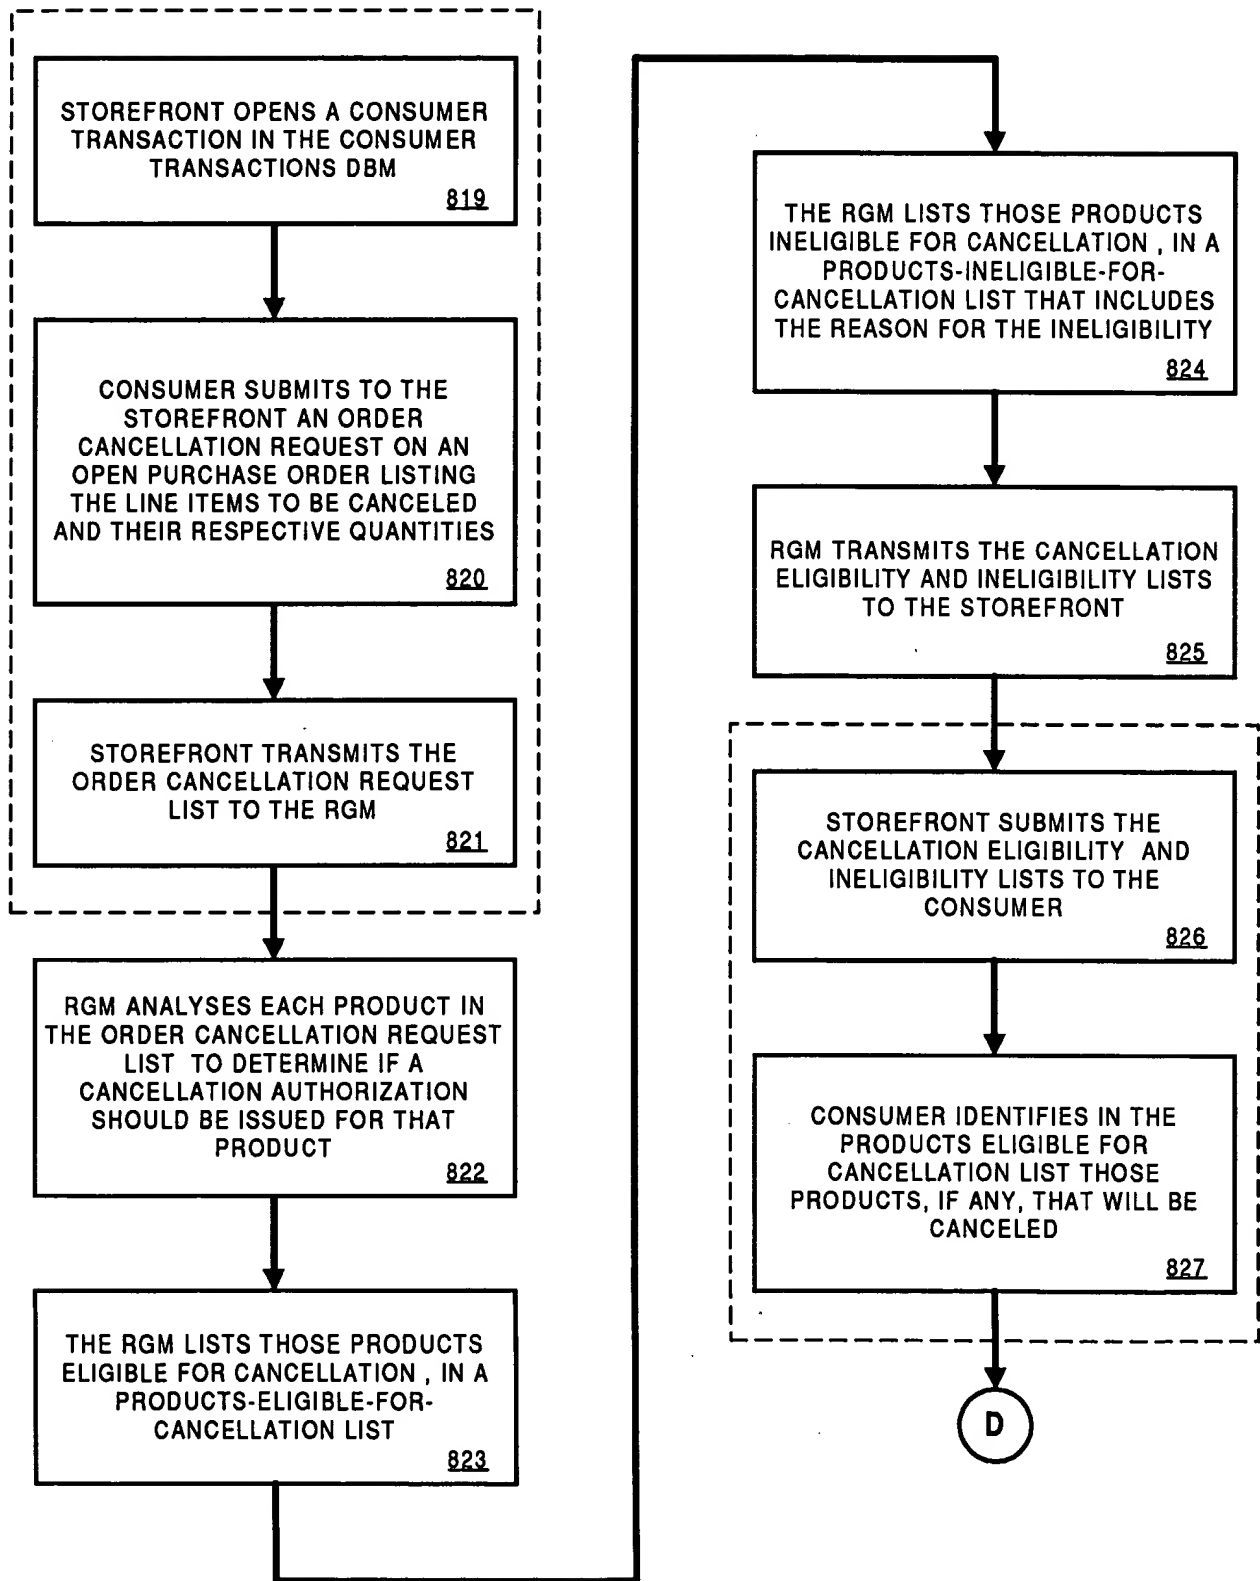 STOREFRONT OPENS A CONSUMER
TRANSACTION IN THE CONSUMER
TRANSACTIONS DBM
819
CONSUMER SUBMITS TO THE
STOREFRONT AN ORDER
CANCELLATION REQUEST ON AN
OPEN PURCHASE ORDER LISTING
THE LINE ITEMS TO BE CANCELED
AND THEIR RESPECTIVE QUANTITIES
820
STOREFRONT TRANSMITS THE
ORDER CANCELLATION REQUEST
LIST TO THE RGM
821
RGM ANALYSES EACH PRODUCT IN
THE ORDER CANCELLATION REQUEST
LIST TO DETERMINE IF A
CANCELLATION AUTHORIZATION
SHOULD BE ISSUED FOR THAT
PRODUCT
822
THE RGM LISTS THOSE PRODUCTS
ELIGIBLE FOR CANCELLATION , IN A
PRODUCTS-ELIGIBLE-FOR-
CANCELLATION LIST
823
THE RGM LISTS THOSE PRODUCTS
INELIGIBLE FOR CANCELLATION , IN A
PRODUCTS-INELIGIBLE-FOR-
CANCELLATION LIST THAT INCLUDES
THE REASON FOR THE INELIGIBILITY
824
RGM TRANSMITS THE CANCELLATION
ELIGIBILITY AND INELIGIBILITY LISTS
TO THE STOREFRONT
825
STOREFRONT SUBMITS THE
CANCELLATION ELIGIBILITY AND
INELIGIBILITY LISTS TO THE
CONSUMER
826
CONSUMER IDENTIFIES IN THE
PRODUCTS ELIGIBLE FOR
CANCELLATION LIST THOSE
PRODUCTS, IF ANY, THAT WILL BE
CANCELED
827
D